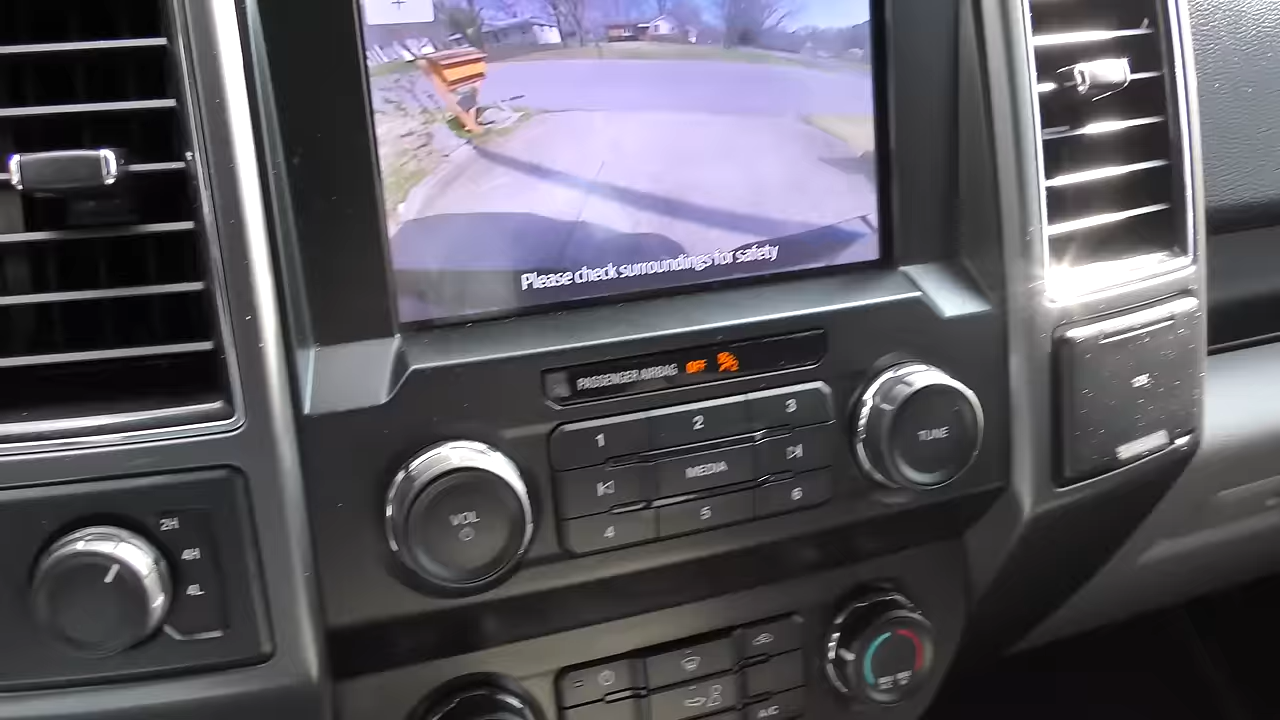 Please check surroundings for safety
PASSENGER AIRBAG OFF
1 2 3
MEDIA
4 5 6
VOL
TUNE
2H
4H
4L
A/C